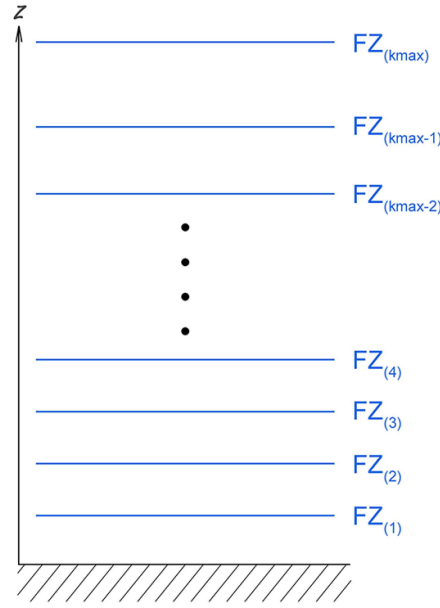 z
FZ(kmax)
FZ(kmax-1)
FZ(kmax-2)
FZ(4)
FZ(3)
FZ(2)
FZ(1)